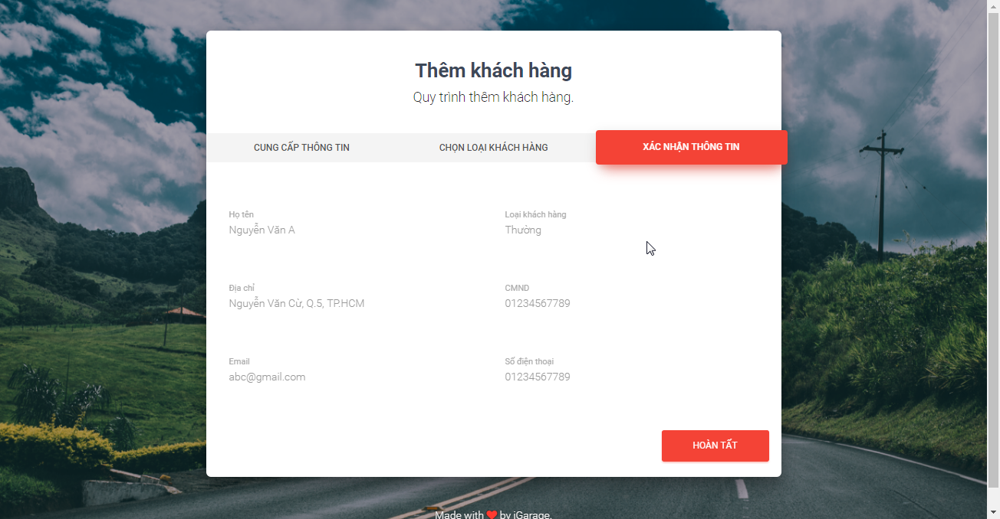 Thêm khách hàng
Quy trình thêm khách hàng.
CUNG CẤP THÔNG TIN
CHỌN LOẠI KHÁCH HÀNG
XÁC NHẬN THÔNG TIN
Họ tên
Nguyễn Văn A
Loại khách hàng
Thường
Địa chỉ
Nguyễn Văn Cừ, Q.5, TP.HCM
CMND
01234567789
Email
abc@gmail.com
Số điện thoại
01234567789
HOÀN TẤT
Made with ❤ by iGarage.